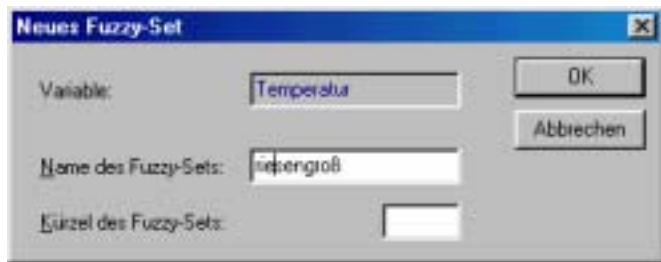 Neues Fuzzy-Set
Variable: Temperatur
OK
Abbrechen
Name des Fuzzy-Sets: riesengroß
Kürzel des Fuzzy-Sets: